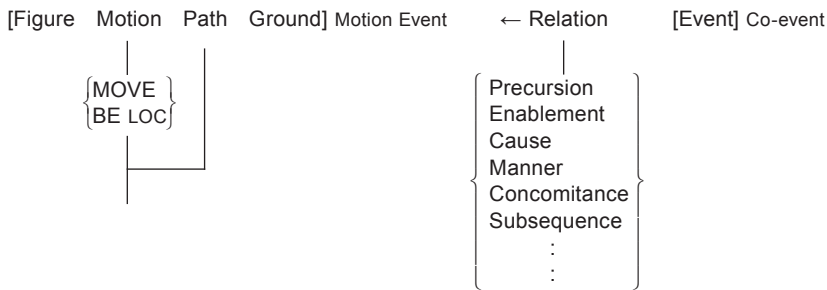 [Figure Motion Path Ground] Motion Event ← Relation [Event] Co-event
MOVE
BE LOC
Precursion
Enablement
Cause
Manner
Concomitance
Subsequence
:
: